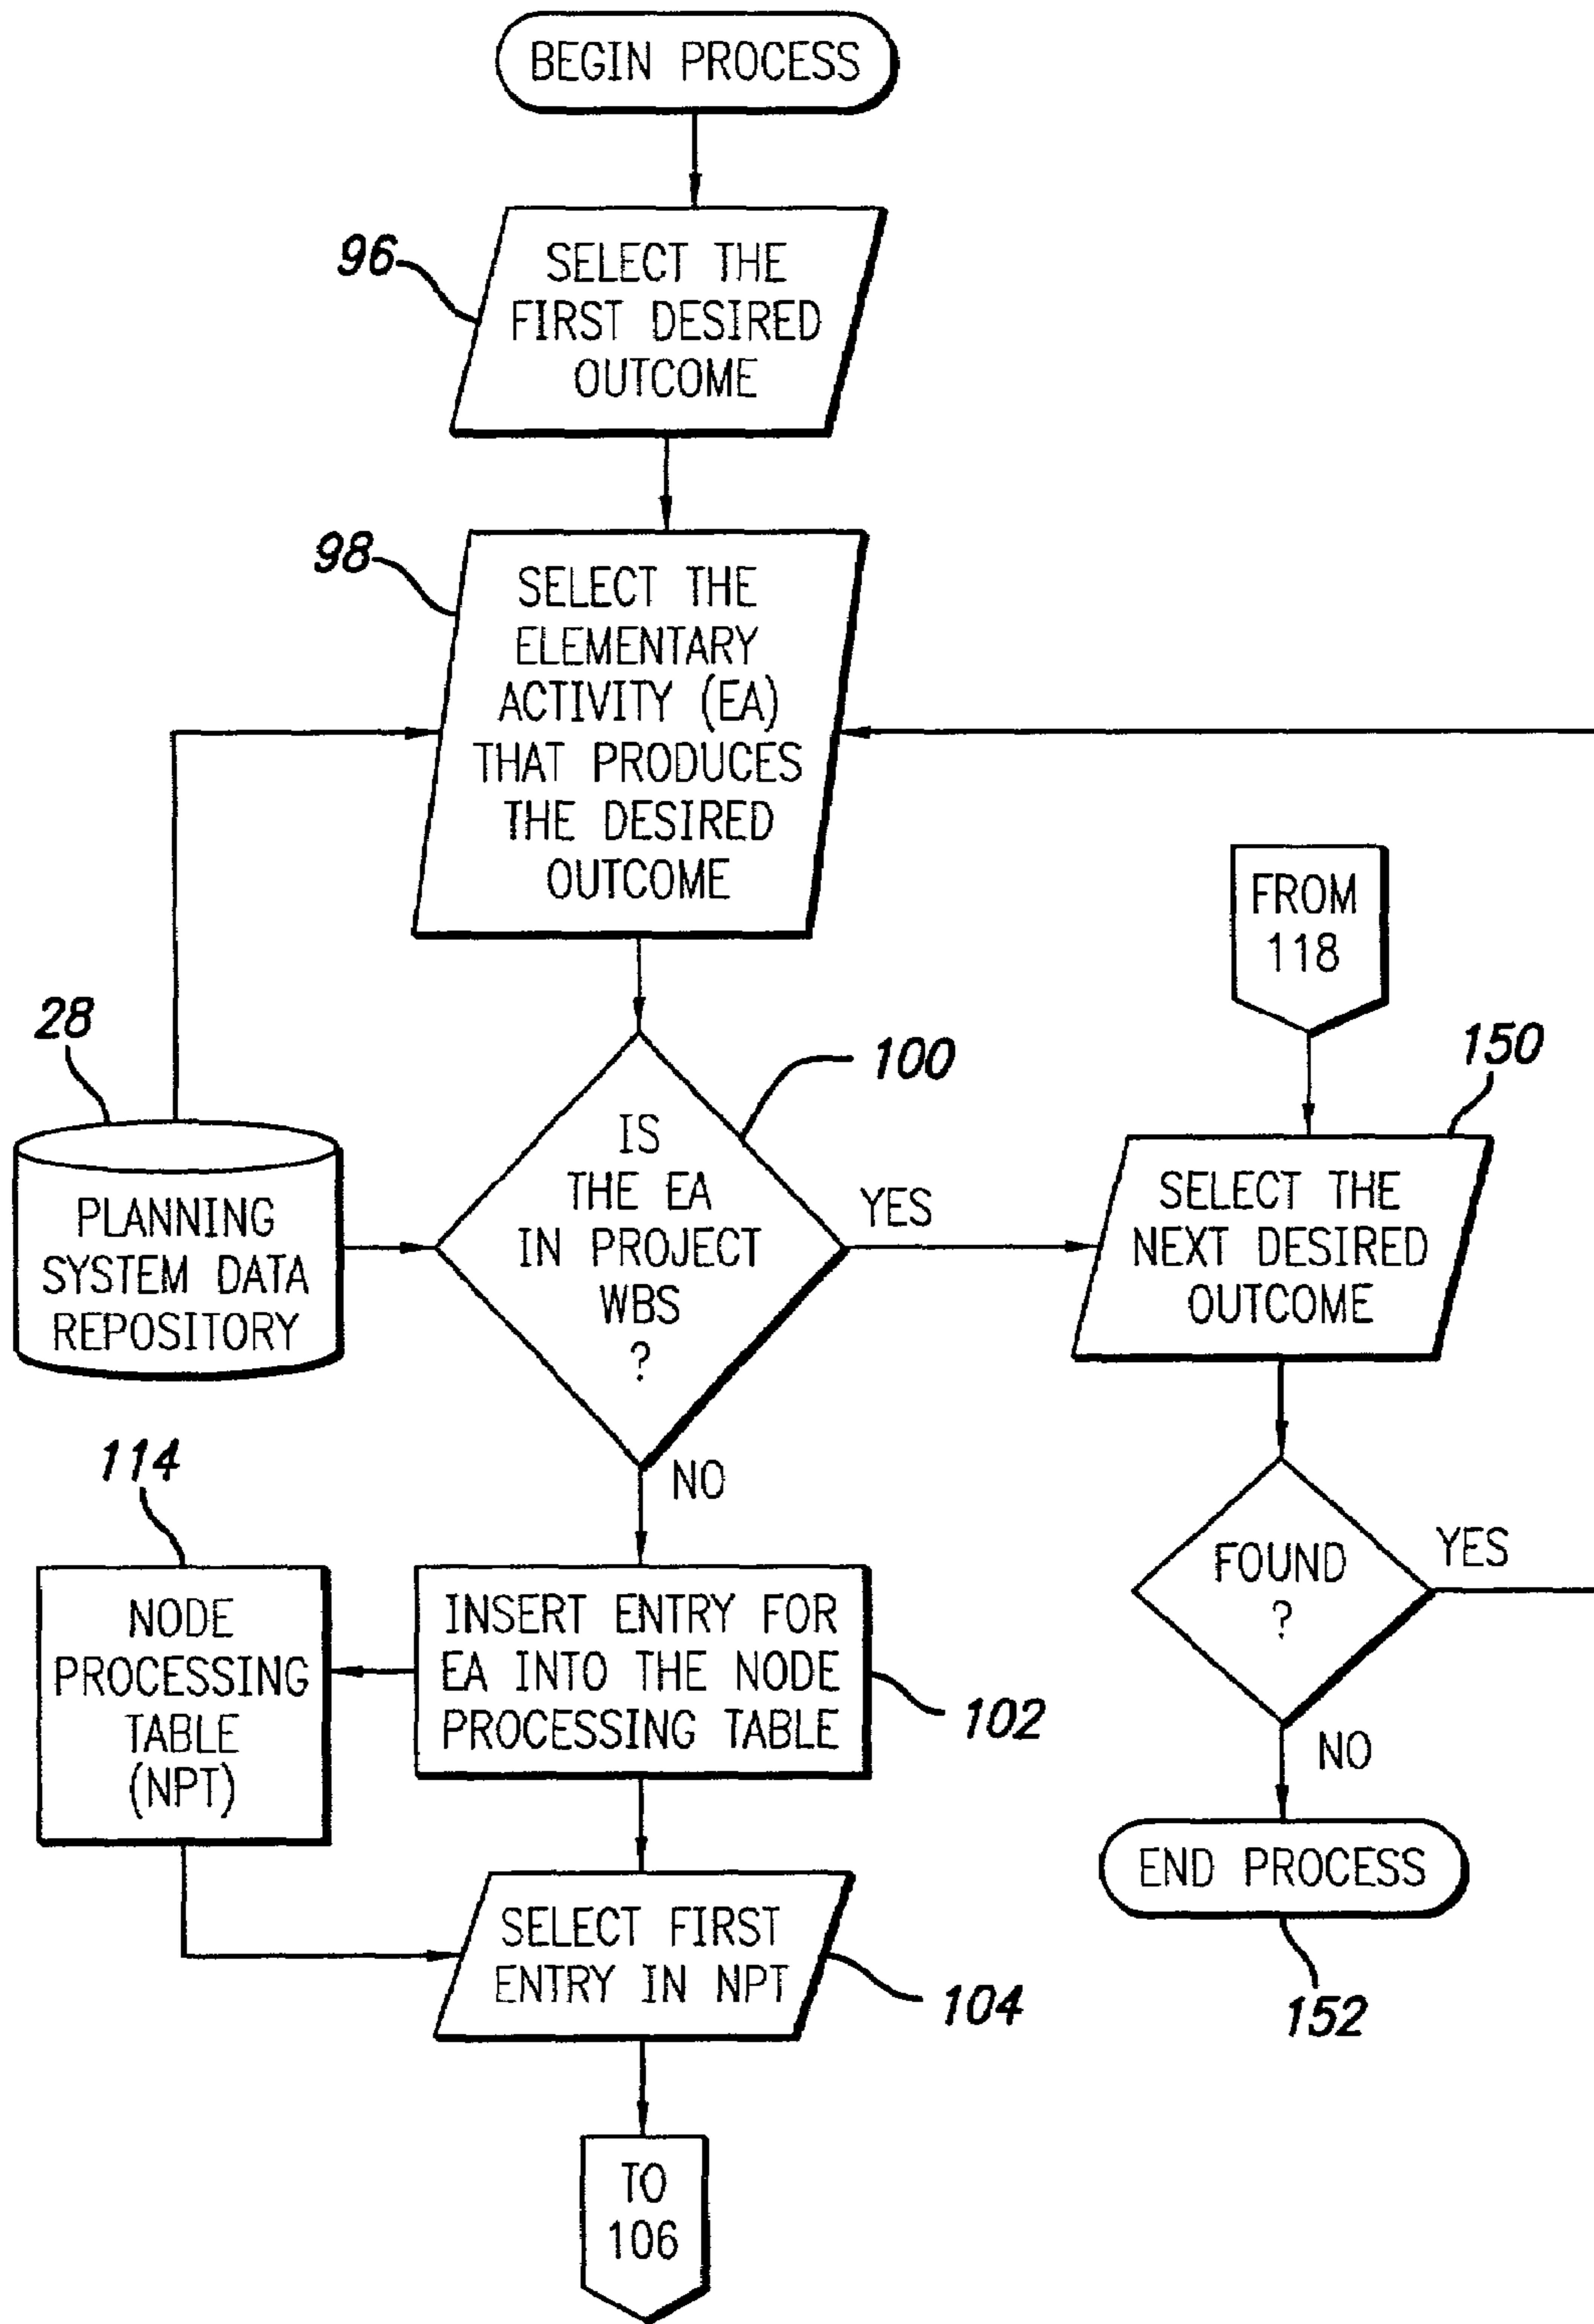 BEGIN PROCESS
96
SELECT THE
FIRST DESIRED
OUTCOME
98
SELECT THE
ELEMENTARY
ACTIVITY (EA)
THAT PRODUCES
THE DESIRED
OUTCOME
FROM
118
28
PLANNING
SYSTEM DATA
REPOSITORY
100
IS
THE EA
IN PROJECT
WBS
?
YES
NO
150
SELECT THE
NEXT DESIRED
OUTCOME
FOUND
?
YES
NO
END PROCESS
152
114
NODE
PROCESSING
TABLE
(NPT)
INSERT ENTRY FOR
EA INTO THE NODE
PROCESSING TABLE
102
SELECT FIRST
ENTRY IN NPT
104
TO
106